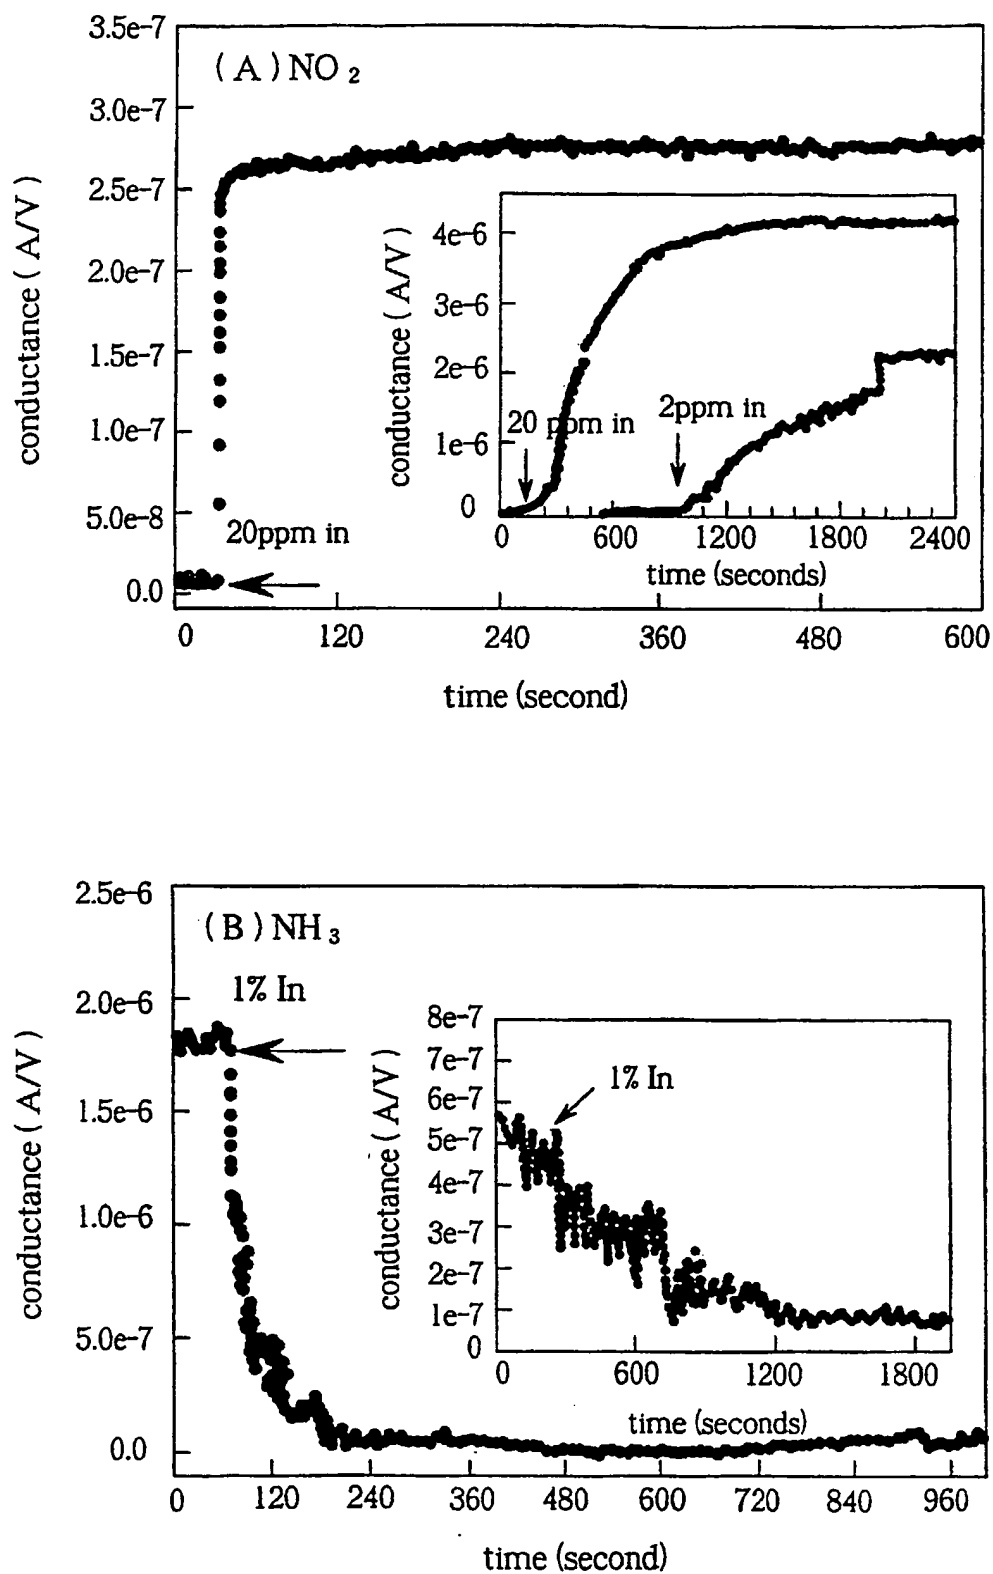 3.5e-7
( A ) NO2
3.0e-7
2.5e-7
2.0e-7
1.5e-7
1.0e-7
5.0e-8
0.0
conductance ( A/V )
20ppm in
0 120 240 360 480 600
time (second)
4e-6
3e-6
2e-6
1e-6
0
conductance ( A/V )
20 ppm in
2ppm in
0 600 1200 1800 2400
time (seconds)
2.5e-6
( B ) NH3
1% In
2.0e-6
1.5e-6
1.0e-6
5.0e-7
0.0
conductance ( A/V )
0 120 240 360 480 600 720 840 960
time (second)
8e-7
7e-7
6e-7
5e-7
4e-7
3e-7
2e-7
1e-7
0
conductance ( A/V )
1% In
0 600 1200 1800
time (seconds)